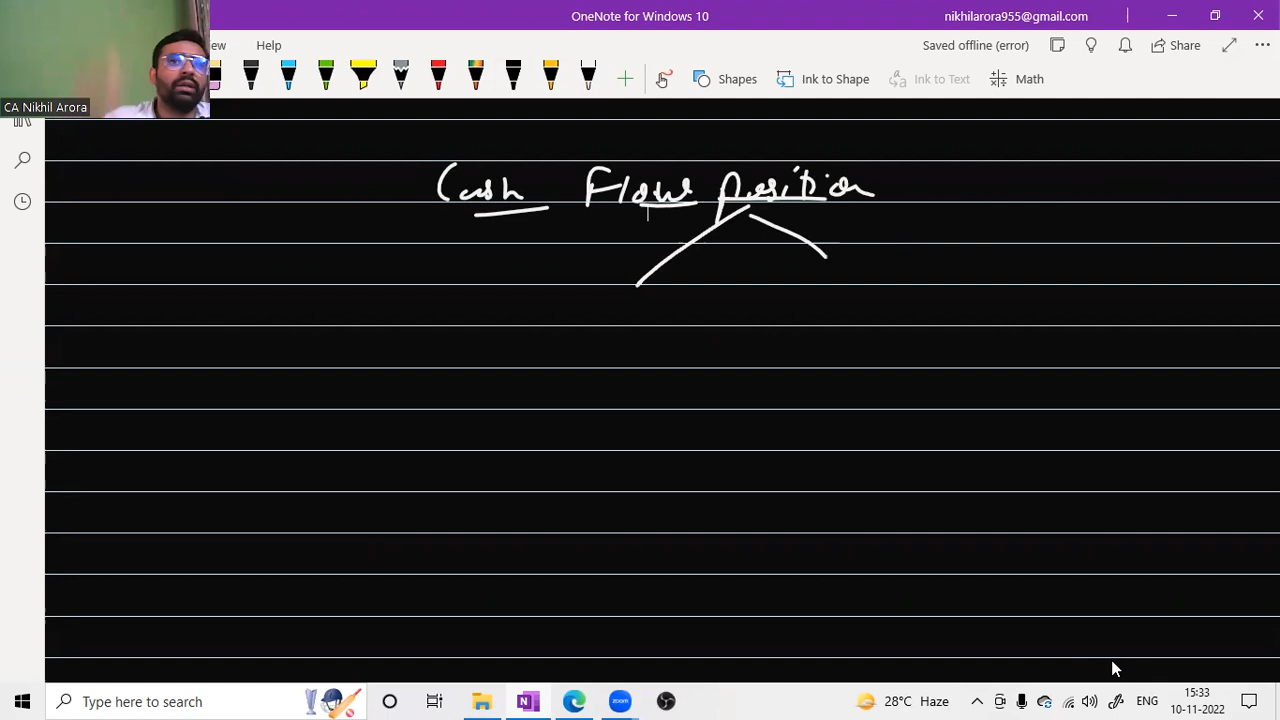 OneNote for Windows 10
nikhilarora955@gmail.com
Help
Saved offline (error)
Share
Shapes
Ink to Shape
Ink to Text
Math
CA Nikhil Arora
Cash Flow Position
Type here to search
zoom
28°C Haze
ENG
15:33
10-11-2022